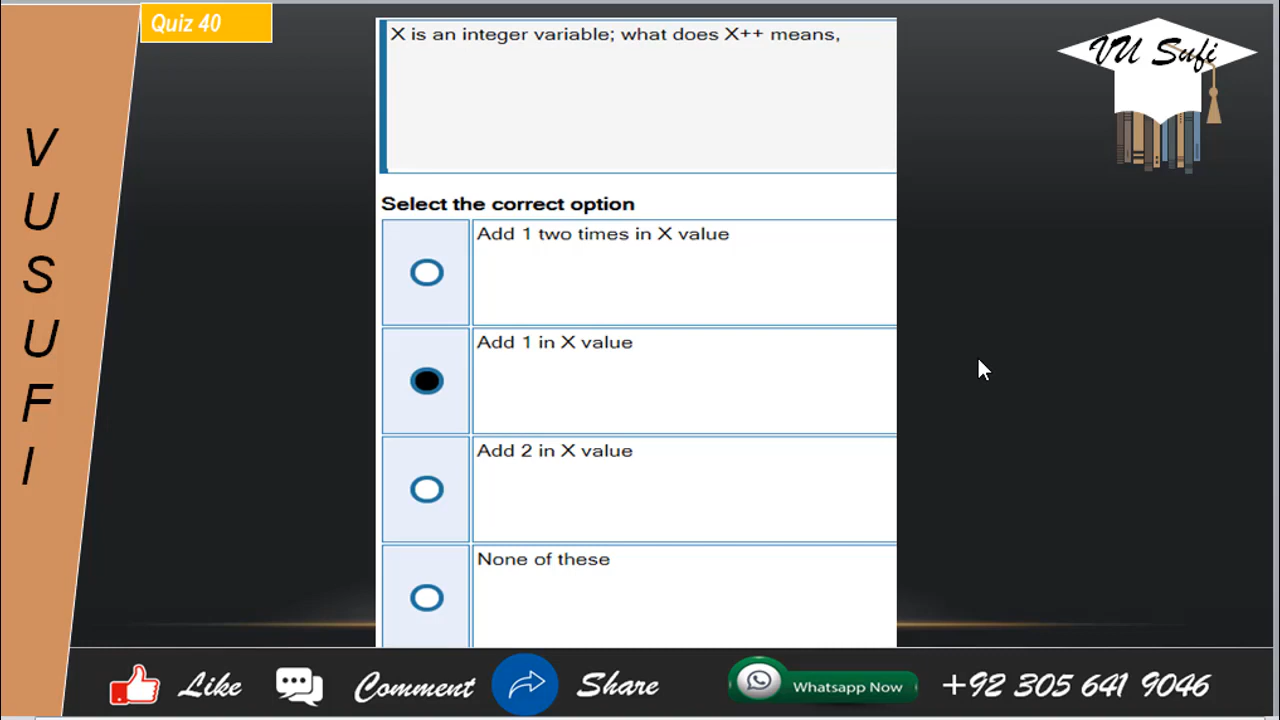 Quiz 40
VU Sufi
V
U
S
U
F
I
X is an integer variable; what does X++ means,
Select the correct option
Add 1 two times in X value
Add 1 in X value
Add 2 in X value
None of these
Like
Comment
Share
Whatsapp Now
+92 305 641 9046